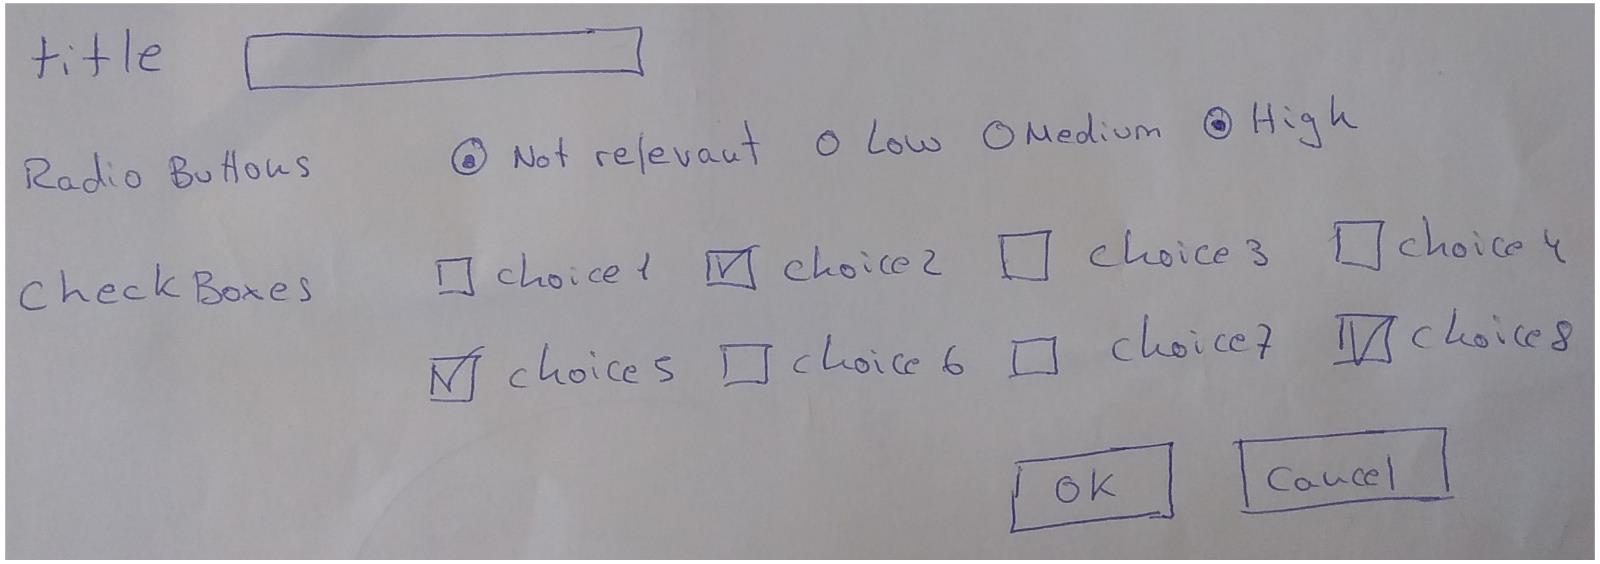 title
Radio Buttons Not relevant Low Medium High
Check Boxes choice 1 choice 2 choice 3 choice 4
choice 5 choice 6 choice 7 choice 8
OK Cancel